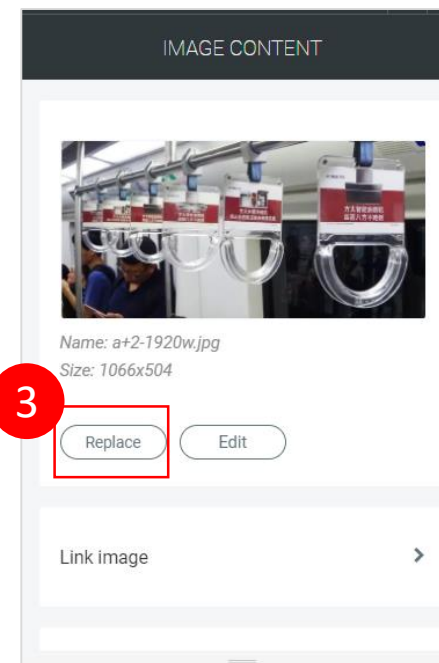 IMAGE CONTENT
Name: a+2-1920w.jpg
Size: 1066x504
3
Replace
Edit
Link image